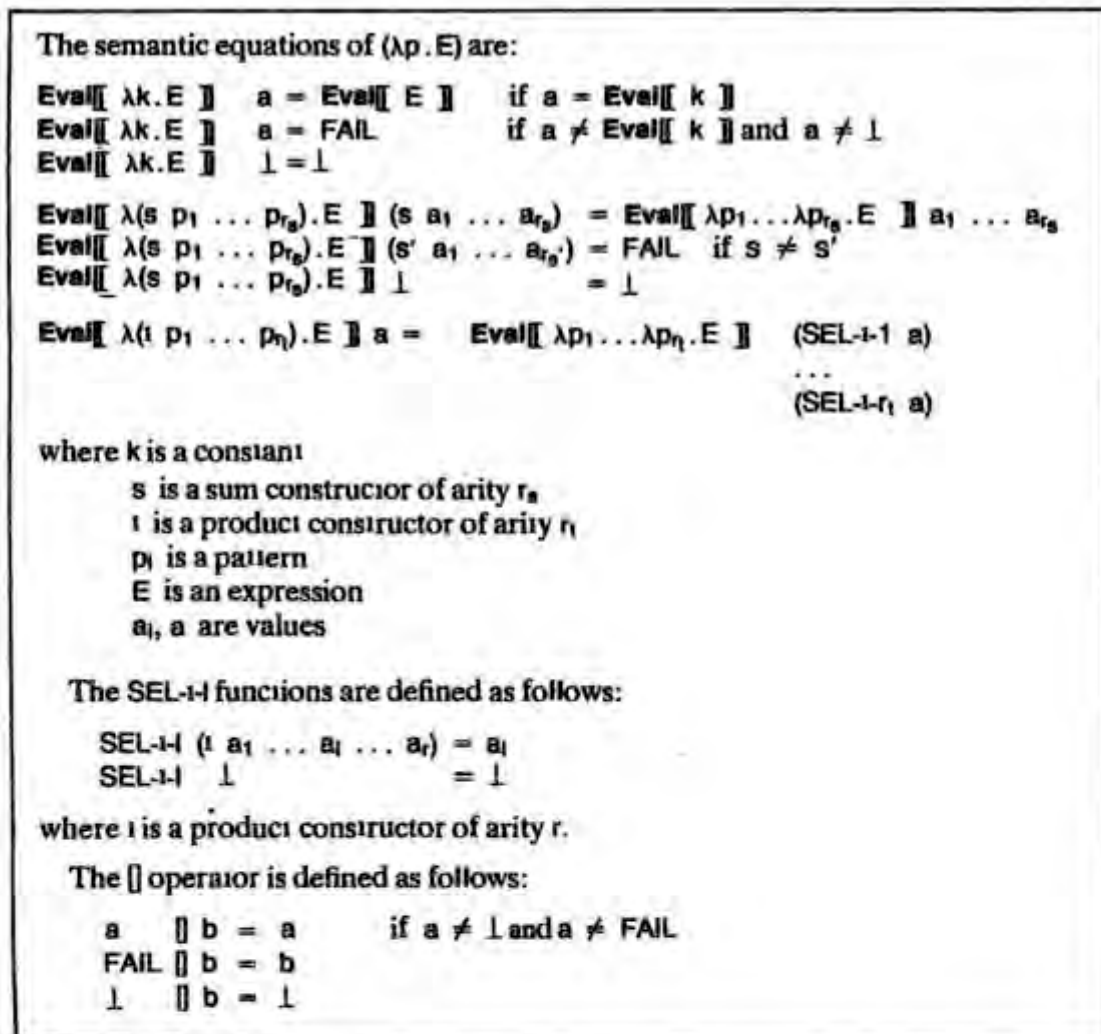 The semantic equations of (λp.E) are:
Eval⟦ λk.E ⟧ a = Eval⟦ E ⟧ if a = Eval⟦ k ⟧
Eval⟦ λk.E ⟧ a = FAIL if a ≠ Eval⟦ k ⟧ and a ≠ ⊥
Eval⟦ λk.E ⟧ ⊥ = ⊥
Eval⟦ λ(s p₁ ... pᵣₛ).E ⟧ (s a₁ ... aᵣₛ) = Eval⟦ λp₁...λpᵣₛ.E ⟧ a₁ ... aᵣₛ
Eval⟦ λ(s p₁ ... pᵣₛ).E ⟧ (s' a₁ ... aᵣₛ') = FAIL if s ≠ s'
Eval⟦ λ(s p₁ ... pᵣₛ).E ⟧ ⊥ = ⊥
Eval⟦ λ(t p₁ ... pᵣₜ).E ⟧ a = Eval⟦ λp₁...λpᵣₜ.E ⟧ (SEL-t-1 a)
...
(SEL-t-rₜ a)
where k is a constant
s is a sum constructor of arity rₛ
t is a product constructor of arity rₜ
pᵢ is a pattern
E is an expression
aᵢ, a are values
The SEL-t-i functions are defined as follows:
SEL-t-i (t a₁ ... aᵢ ... aᵣ) = aᵢ
SEL-t-i ⊥ = ⊥
where t is a product constructor of arity r.
The [] operator is defined as follows:
a [] b = a if a ≠ ⊥ and a ≠ FAIL
FAIL [] b = b
⊥ [] b = ⊥